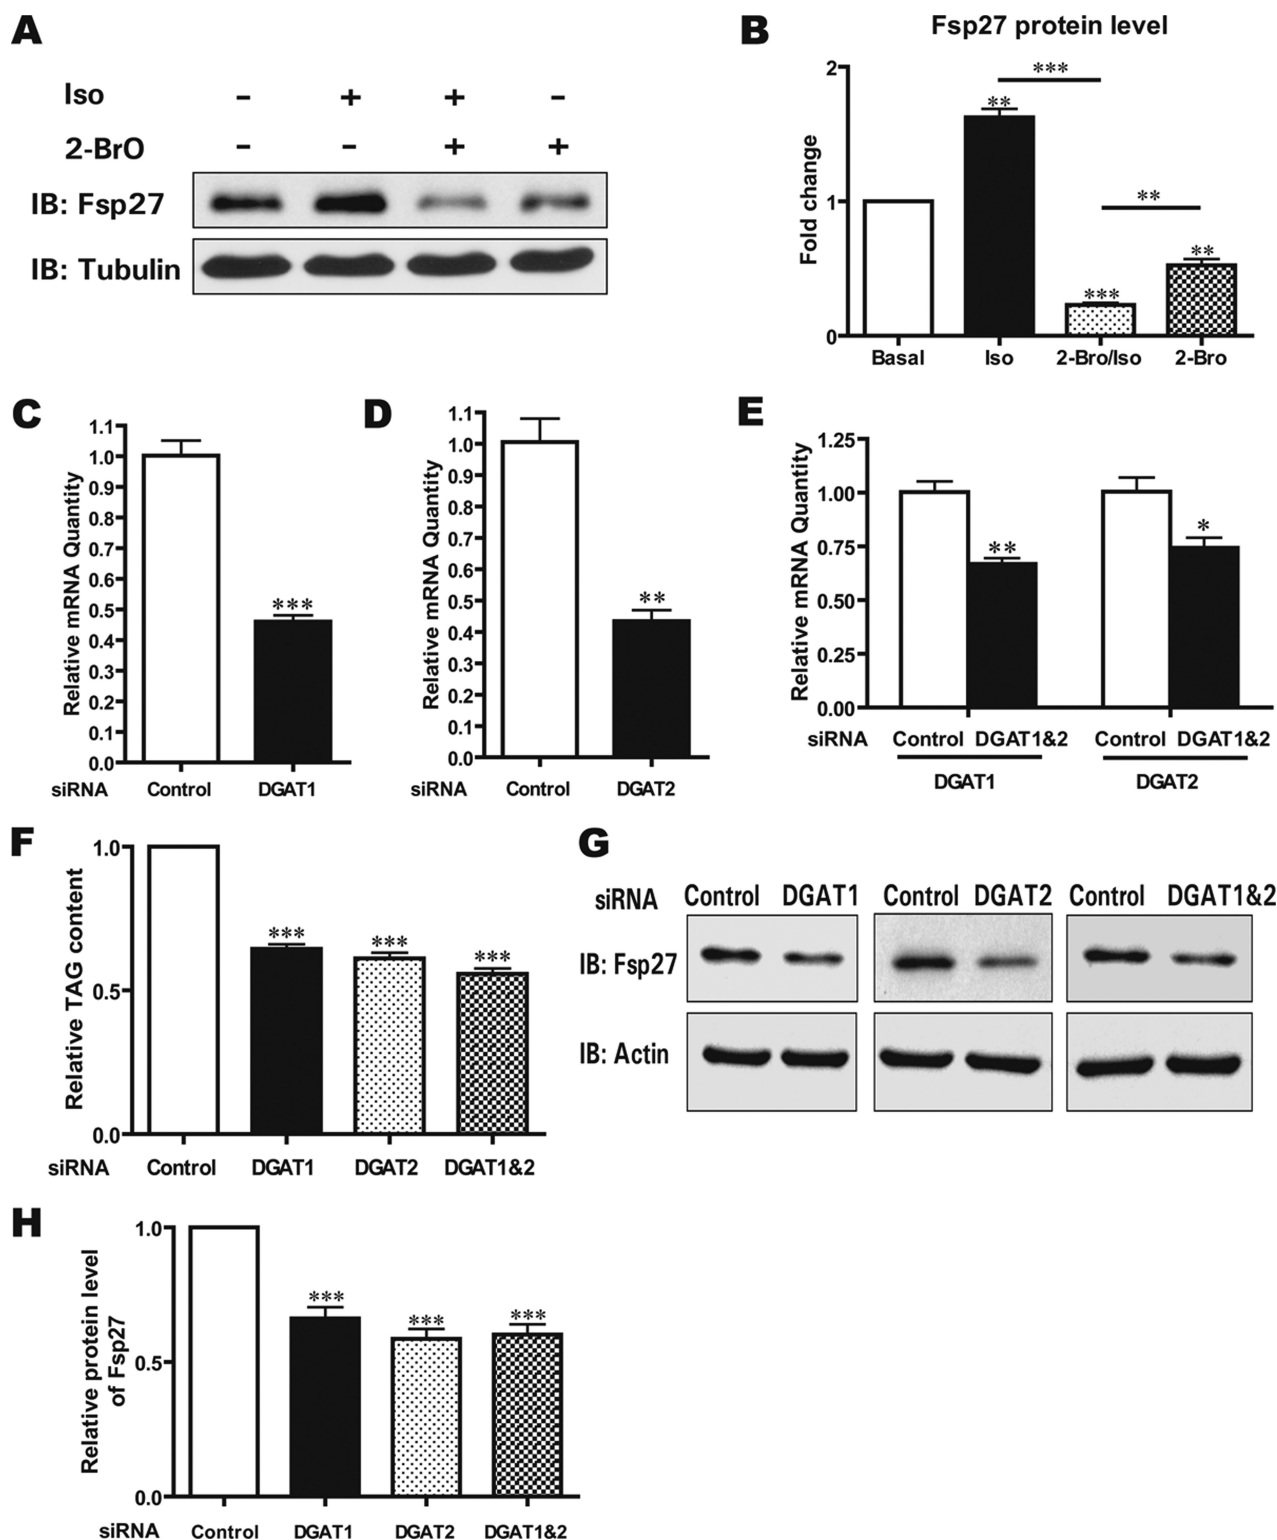 A
Iso - + + -
2-BrO - - + +
IB: Fsp27
IB: Tubulin
B
Fsp27 protein level
Fold change
2
1
0
***
**
**
***
**
Basal Iso 2-Bro/Iso 2-Bro
C
Relative mRNA Quantity
1.1
1.0
0.9
0.8
0.7
0.6
0.5
0.4
0.3
0.2
0.1
0.0
***
siRNA Control DGAT1
D
Relative mRNA Quantity
1.1
1.0
0.9
0.8
0.7
0.6
0.5
0.4
0.3
0.2
0.1
0.0
**
siRNA Control DGAT2
E
Relative mRNA Quantity
1.25
1.00
0.75
0.50
0.25
0.00
**
*
siRNA Control DGAT1&2 Control DGAT1&2
DGAT1 DGAT2
F
Relative TAG content
1.0
0.5
0.0
***
***
***
siRNA Control DGAT1 DGAT2 DGAT1&2
G
siRNA Control DGAT1 Control DGAT2 Control DGAT1&2
IB: Fsp27
IB: Actin
H
Relative protein level
of Fsp27
1.0
0.5
0.0
***
***
***
siRNA Control DGAT1 DGAT2 DGAT1&2